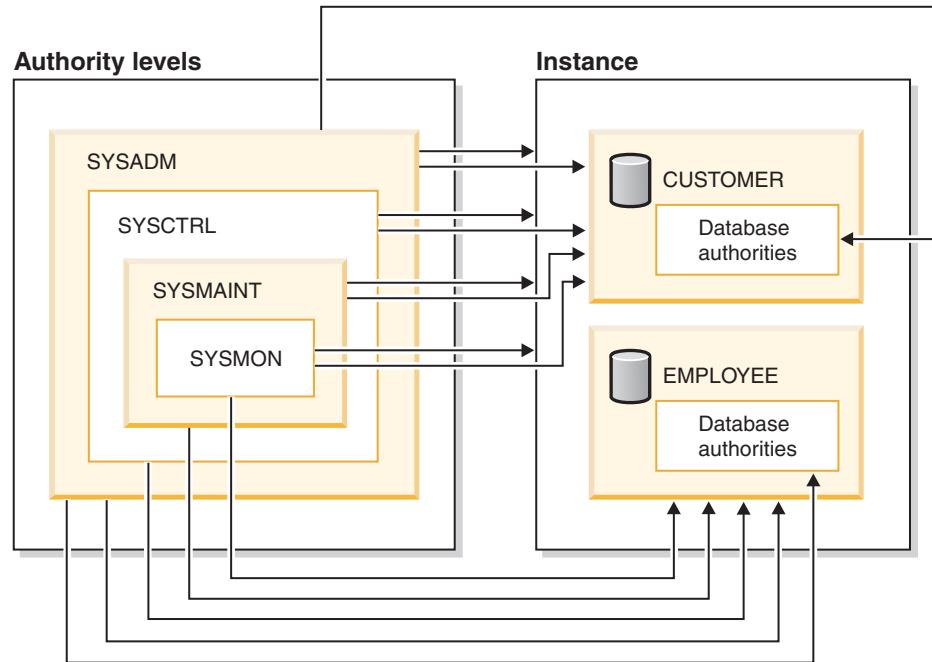 Authority levels
SYSADM
SYSCTRL
SYSMAINT
SYSMON
Instance
CUSTOMER
Database
authorities
EMPLOYEE
Database
authorities